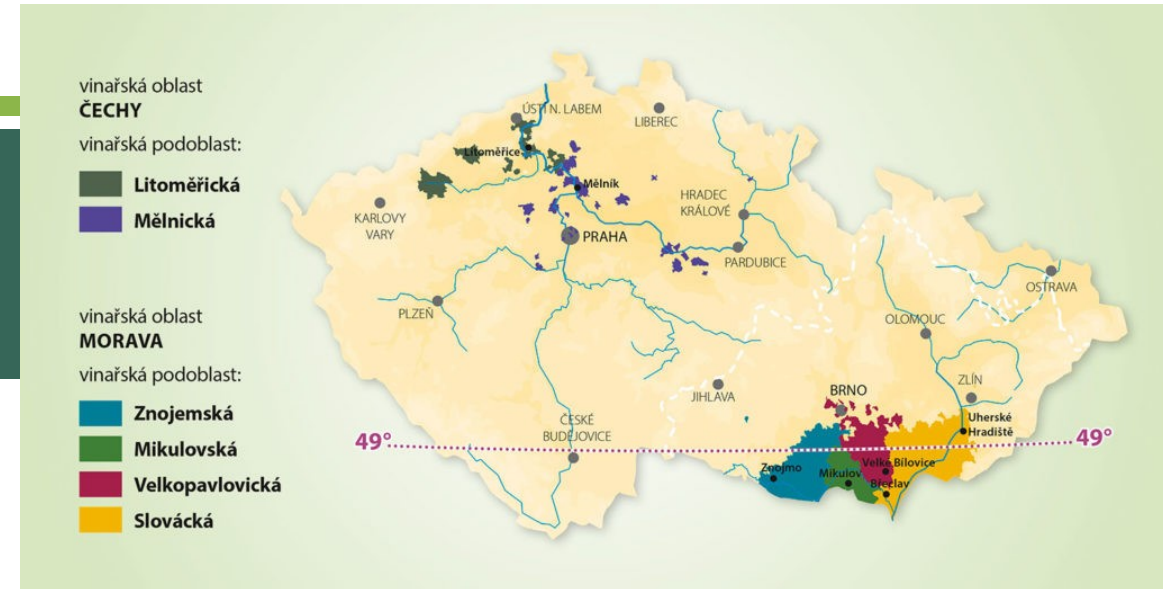 vinařská oblast
ČECHY
vinařská podoblast:
Litoměřická
Mělnická
vinařská oblast
MORAVA
vinařská podoblast:
Znojemská
Mikulovská
Velkopavlovická
Slovácká
ÚSTÍ N. LABEM
LIBEREC
Litoměřice
Mělník
KARLOVY
VARY
HRADEC
KRÁLOVÉ
PRAHA
PARDUBICE
OSTRAVA
PLZEŇ
OLOMOUC
JIHLAVA
BRNO
ZLÍN
ČESKÉ
BUDĚJOVICE
Uherské
Hradiště
49°
49°
Znojmo
Mikulov
Velké Bílovice
Břeclav